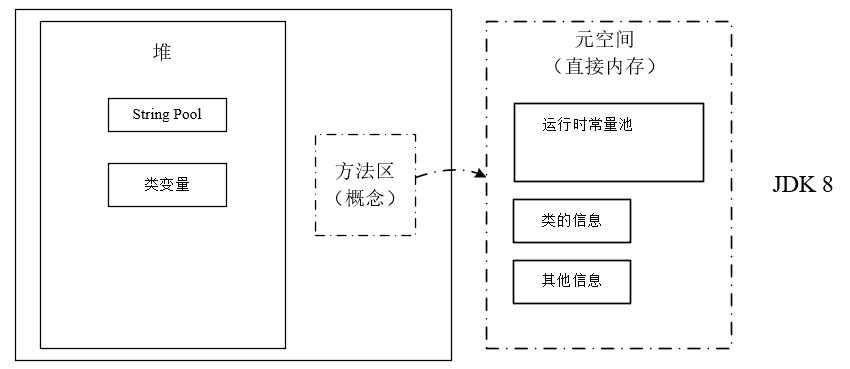 堆
String Pool
类变量
方法区
（概念）
元空间
（直接内存）
运行时常量池
类的信息
其他信息
JDK 8